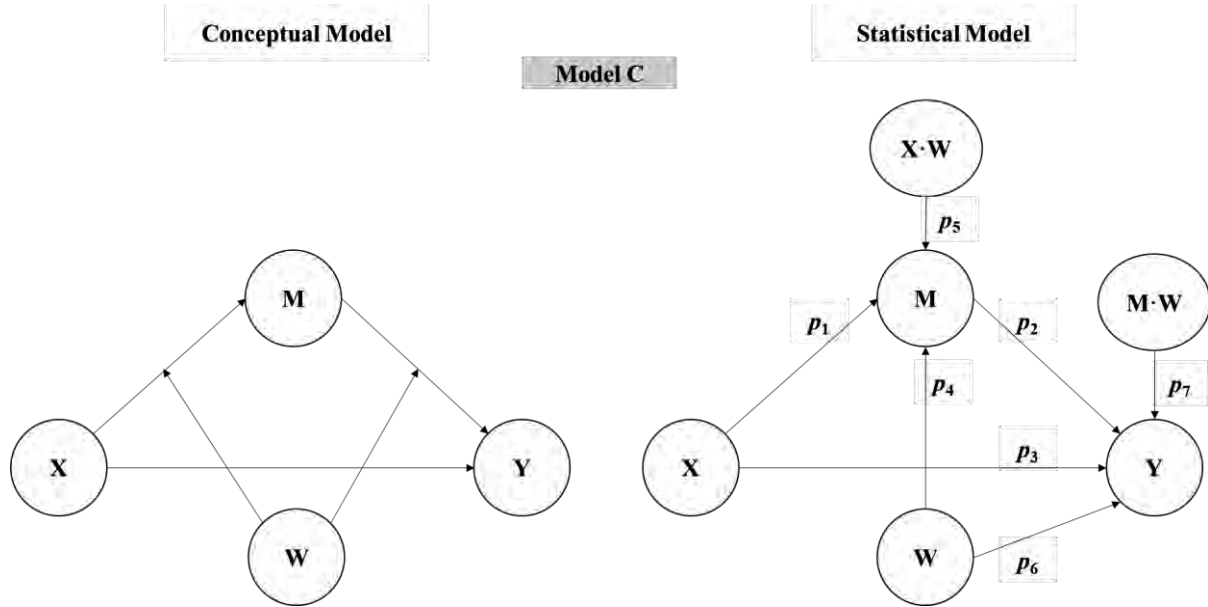 Conceptual Model
Statistical Model
Model C
X·W
p5
M
M
M·W
p1
p2
p4
p7
X
Y
X
p3
Y
W
W
p6